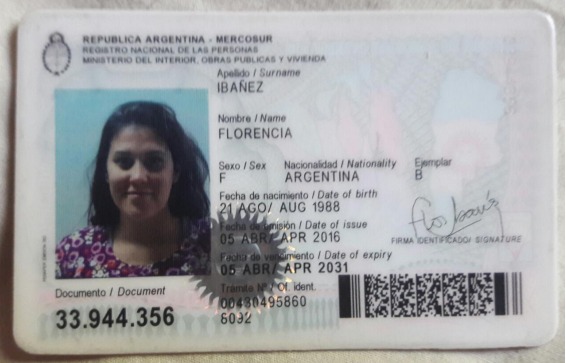 REPUBLICA ARGENTINA - MERCOSUR
REGISTRO NACIONAL DE LAS PERSONAS
MINISTERIO DEL INTERIOR, OBRAS PUBLICAS Y VIVIENDA
Apellido / Surname
IBAÑEZ
Nombre / Name
FLORENCIA
Sexo / Sex Nacionalidad / Nationality Ejemplar
F ARGENTINA B
Fecha de nacimiento / Date of birth
21 AGO/ AUG 1988
Fecha de emisión / Date of issue
05 ABR/ APR 2016
FIRMA IDENTIFICADO/ SIGNATURE
Fecha de vencimiento / Date of expiry
05 ABR/ APR 2031
Documento / Document
33.944.356
Tramite N° / Of. ident.
00430495860
6092